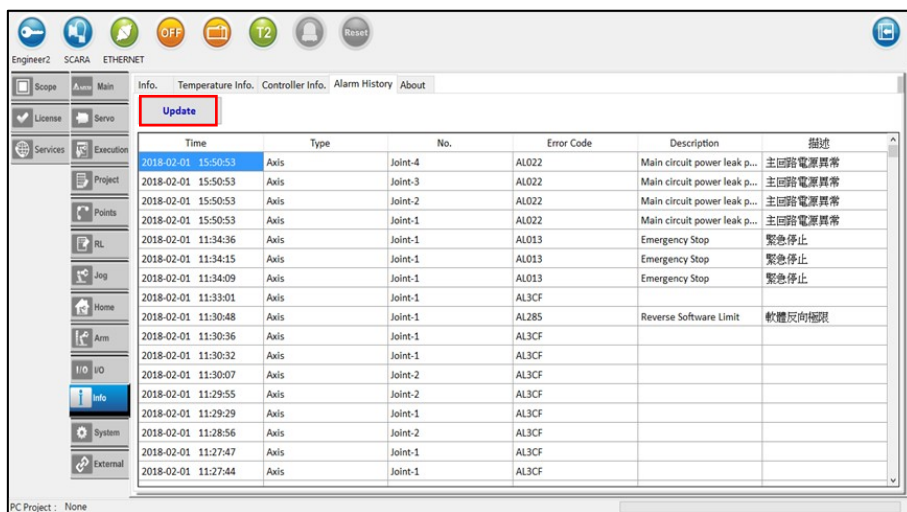 OFF T2 Reset
Engineer2 SCARA ETHERNET
Scope Main Info. Temperature Info. Controller Info. Alarm History About
License Servo Update
Services Execution
Project
Points
RL
Jog
Home
Arm
I/O I/O
Info
System
External
Time Type No. Error Code Description 描述
2018-02-01 15:50:53 Axis Joint-4 AL022 Main circuit power leak p... 主回路電源異常
2018-02-01 15:50:53 Axis Joint-3 AL022 Main circuit power leak p... 主回路電源異常
2018-02-01 15:50:53 Axis Joint-2 AL022 Main circuit power leak p... 主回路電源異常
2018-02-01 15:50:53 Axis Joint-1 AL022 Main circuit power leak p... 主回路電源異常
2018-02-01 11:34:36 Axis Joint-1 AL013 Emergency Stop 緊急停止
2018-02-01 11:34:15 Axis Joint-1 AL013 Emergency Stop 緊急停止
2018-02-01 11:34:09 Axis Joint-1 AL013 Emergency Stop 緊急停止
2018-02-01 11:33:01 Axis Joint-1 AL3CF
2018-02-01 11:30:48 Axis Joint-1 AL285 Reverse Software Limit 軟體反向極限
2018-02-01 11:30:36 Axis Joint-1 AL3CF
2018-02-01 11:30:32 Axis Joint-1 AL3CF
2018-02-01 11:30:07 Axis Joint-2 AL3CF
2018-02-01 11:29:55 Axis Joint-2 AL3CF
2018-02-01 11:29:29 Axis Joint-1 AL3CF
2018-02-01 11:28:56 Axis Joint-2 AL3CF
2018-02-01 11:27:47 Axis Joint-1 AL3CF
2018-02-01 11:27:44 Axis Joint-1 AL3CF
PC Project : None